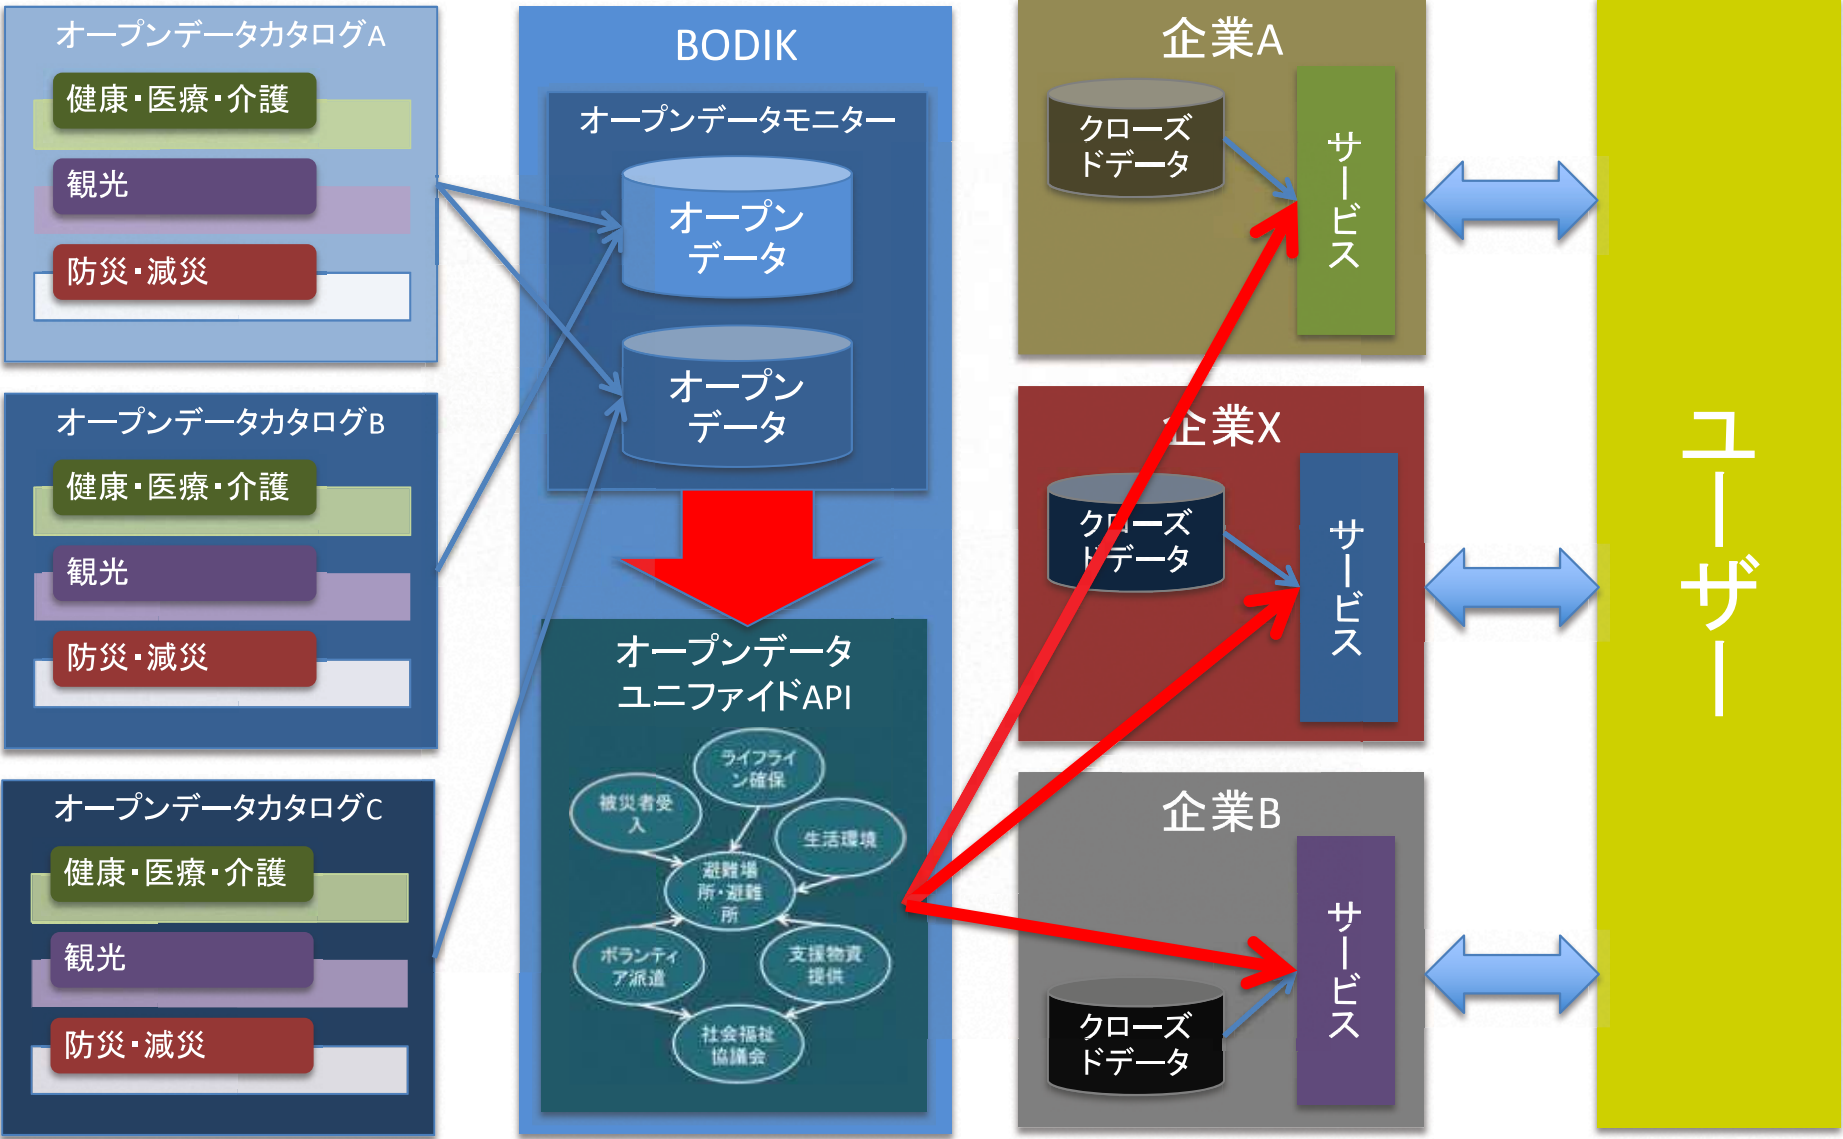 オープンデータカタログA
健康・医療・介護
観光
防災・減災
オープンデータカタログB
健康・医療・介護
観光
防災・減災
オープンデータカタログC
健康・医療・介護
観光
防災・減災
BODIK
オープンデータモニター
オープン
データ
オープン
データ
オープンデータ
ユニファイドAPI
ライフライ
ン確保
被災者受
入
生活環境
避難場
所・避難
所
ボランティ
ア派遣
支援物資
提供
社会福祉
協議会
企業A
クローズ
ドデータ
サービス
企業X
クローズ
ドデータ
サービス
企業B
クローズ
ドデータ
サービス
ユーザー